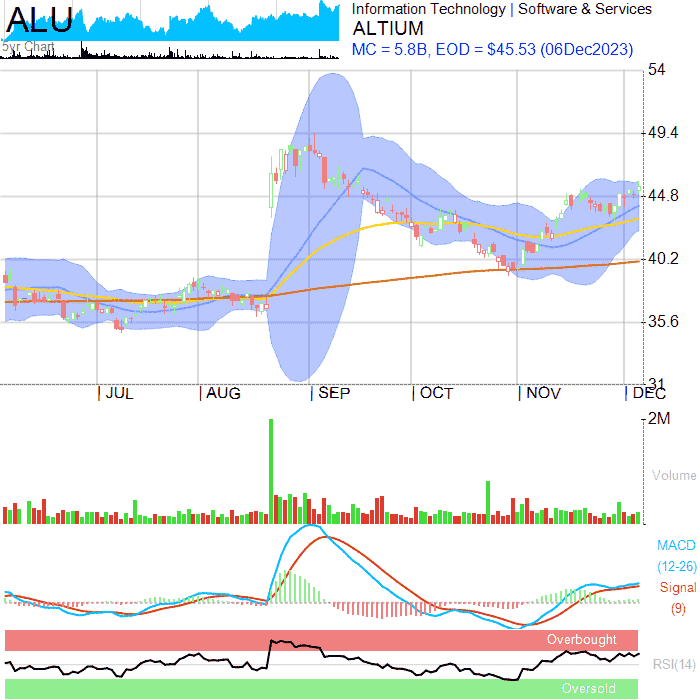 ALU
5yr Chart
Information Technology | Software & Services
ALTIUM
MC = 5.8B, EOD = $45.53 (06Dec2023)
54
49.4
44.8
40.2
35.6
31
JUL AUG SEP OCT NOV DEC
2M
Volume
MACD
(12-26)
Signal
(9)
Overbought
RSI(14)
Oversold